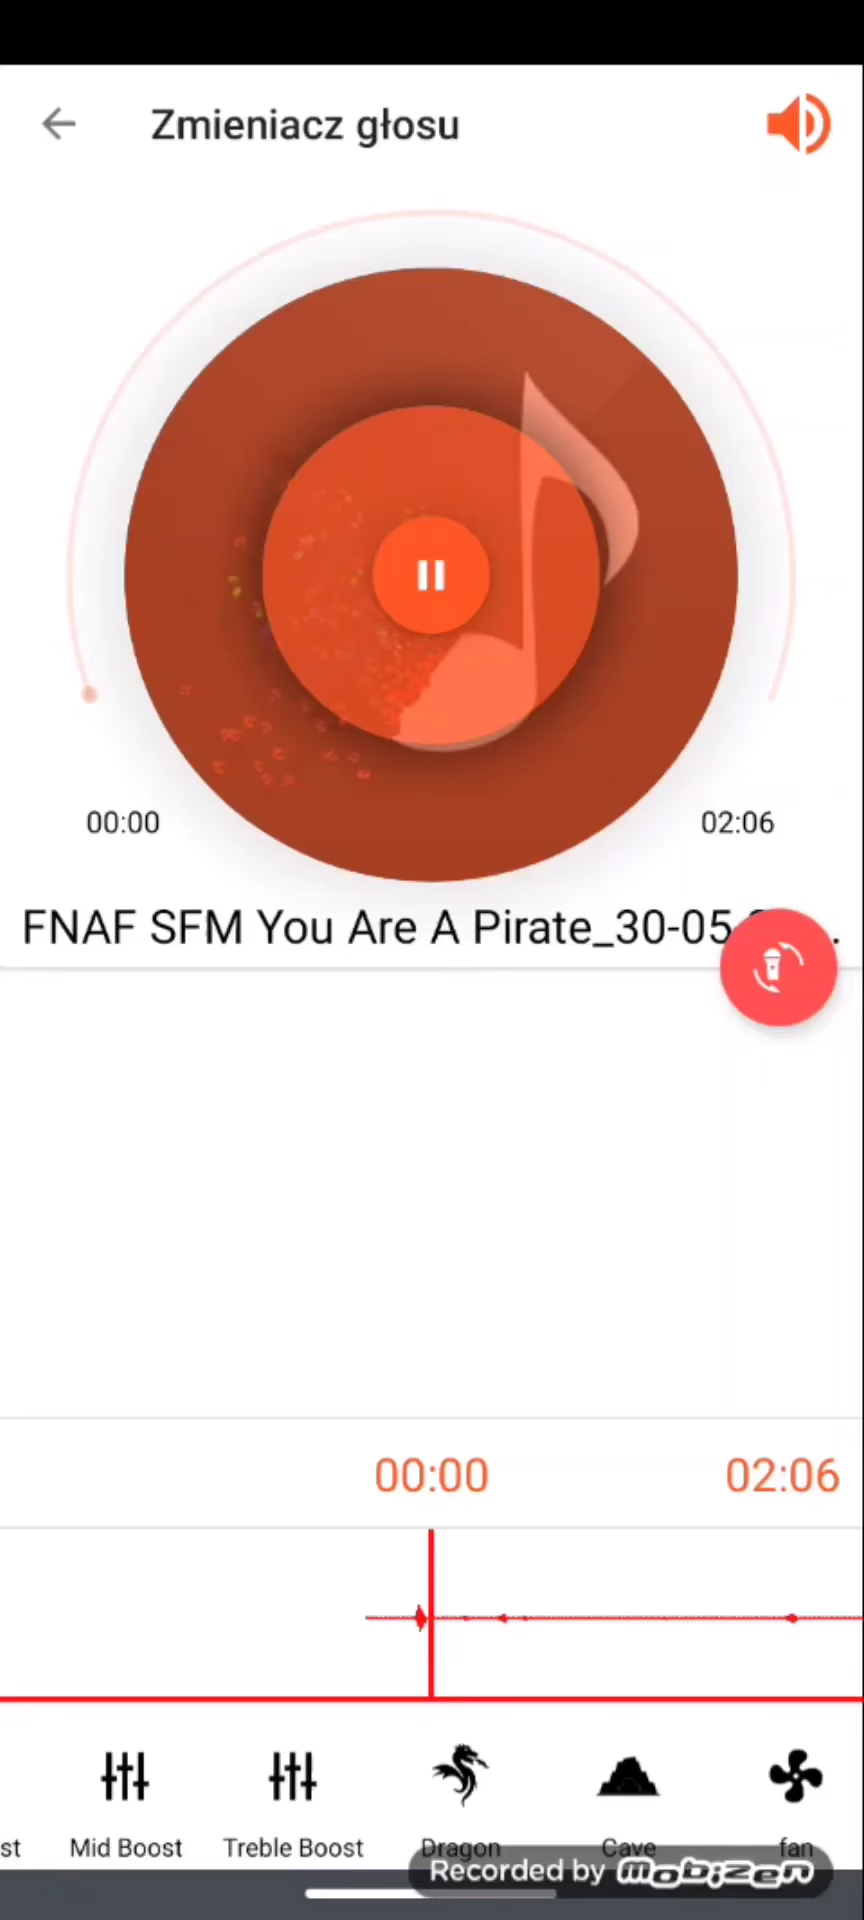 Zmieniacz głosu
00:00 02:06
FNAF SFM You Are A Pirate_30-05
00:00 02:06
st Mid Boost Treble Boost Dragon Cave fan
Recorded by mobizen